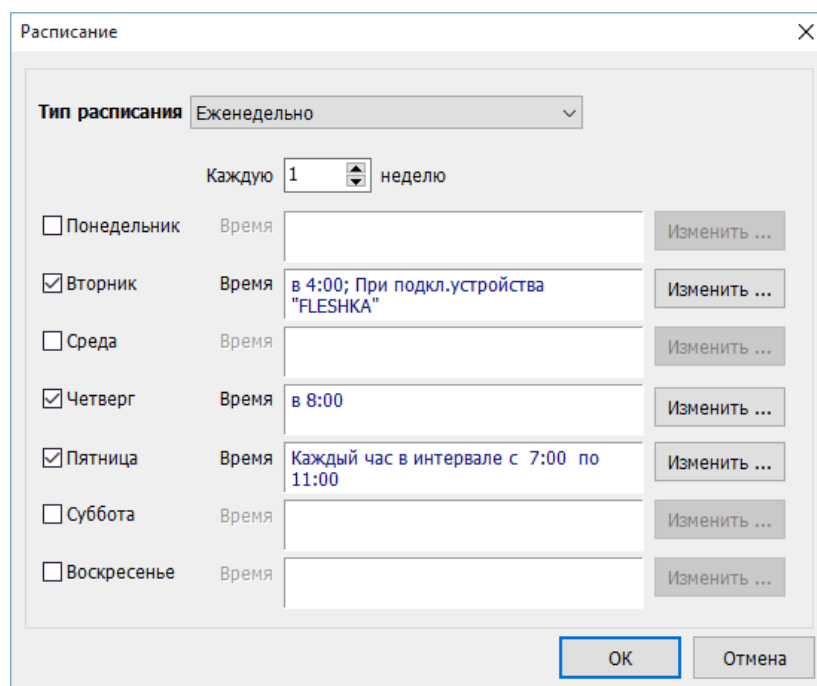 Расписание
Тип расписания Еженедельно
Каждую 1 неделю
Понедельник Время Изменить ...
Вторник Время в 4:00; При подкл.устройства "FLESHKA" Изменить ...
Среда Время Изменить ...
Четверг Время в 8:00 Изменить ...
Пятница Время Каждый час в интервале с 7:00 по 11:00 Изменить ...
Суббота Время Изменить ...
Воскресенье Время Изменить ...
ОК Отмена